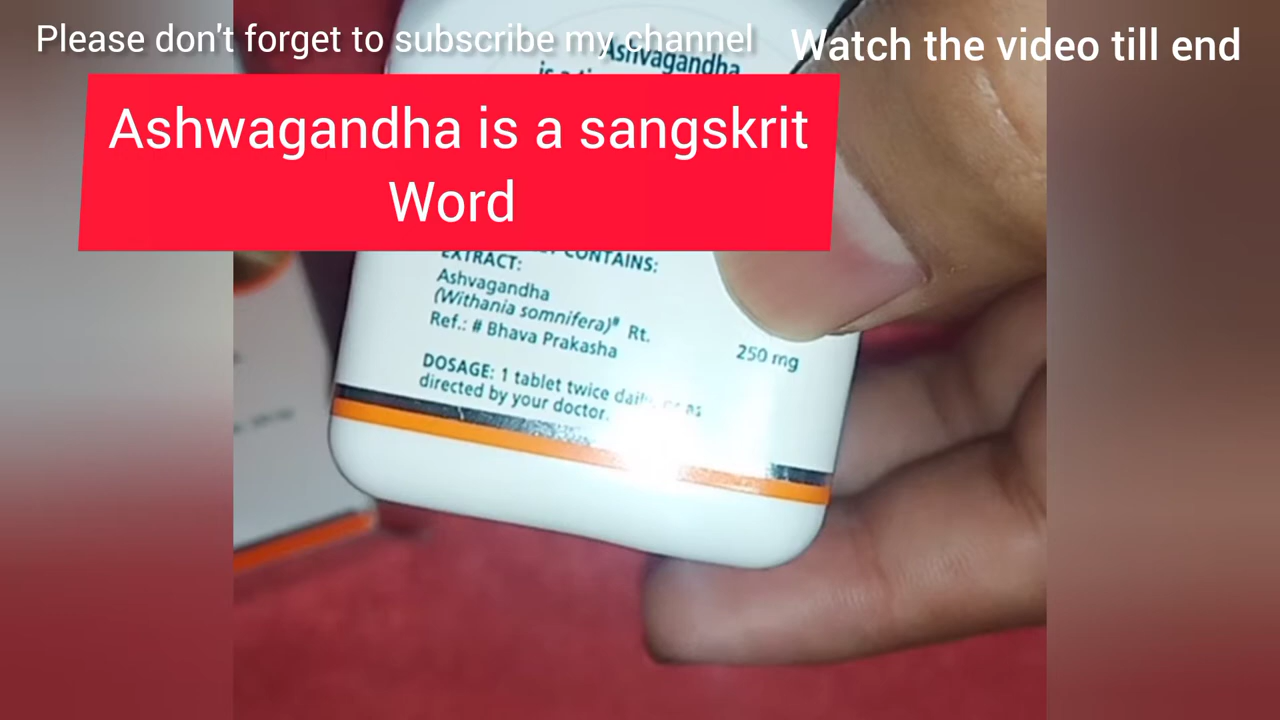 Please don't forget to subscribe my channel
Watch the video till end
Ashvagandha
is a
Ashwagandha is a sangskrit
Word
CONTAINS:
EXTRACT:
Ashvagandha
(Withania somnifera)# Rt.
250 mg
Ref.: # Bhava Prakasha
DOSAGE: 1 tablet twice daily or as
directed by your doctor.